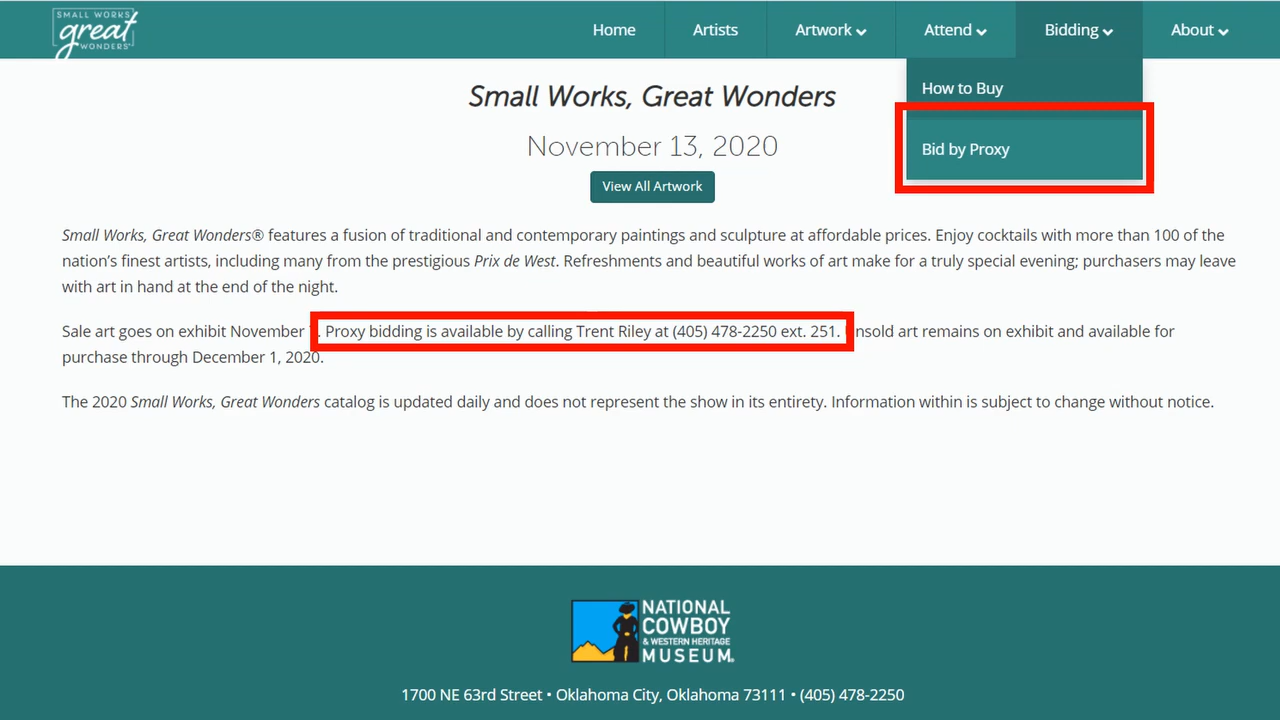 SMALL WORKS
great
WONDERS
Home Artists Artwork Attend Bidding About
How to Buy
Bid by Proxy
Small Works, Great Wonders
November 13, 2020
View All Artwork
Small Works, Great Wonders® features a fusion of traditional and contemporary paintings and sculpture at affordable prices. Enjoy cocktails with more than 100 of the
nation’s finest artists, including many from the prestigious Prix de West. Refreshments and beautiful works of art make for a truly special evening; purchasers may leave
with art in hand at the end of the night.
Sale art goes on exhibit November Proxy bidding is available by calling Trent Riley at (405) 478-2250 ext. 251. on exhibit and available for
purchase through December 1, 2020.
The 2020 Small Works, Great Wonders catalog is updated daily and does not represent the show in its entirety. Information within is subject to change without notice.
NATIONAL
COWBOY
& WESTERN HERITAGE
MUSEUM
1700 NE 63rd Street • Oklahoma City, Oklahoma 73111 • (405) 478-2250